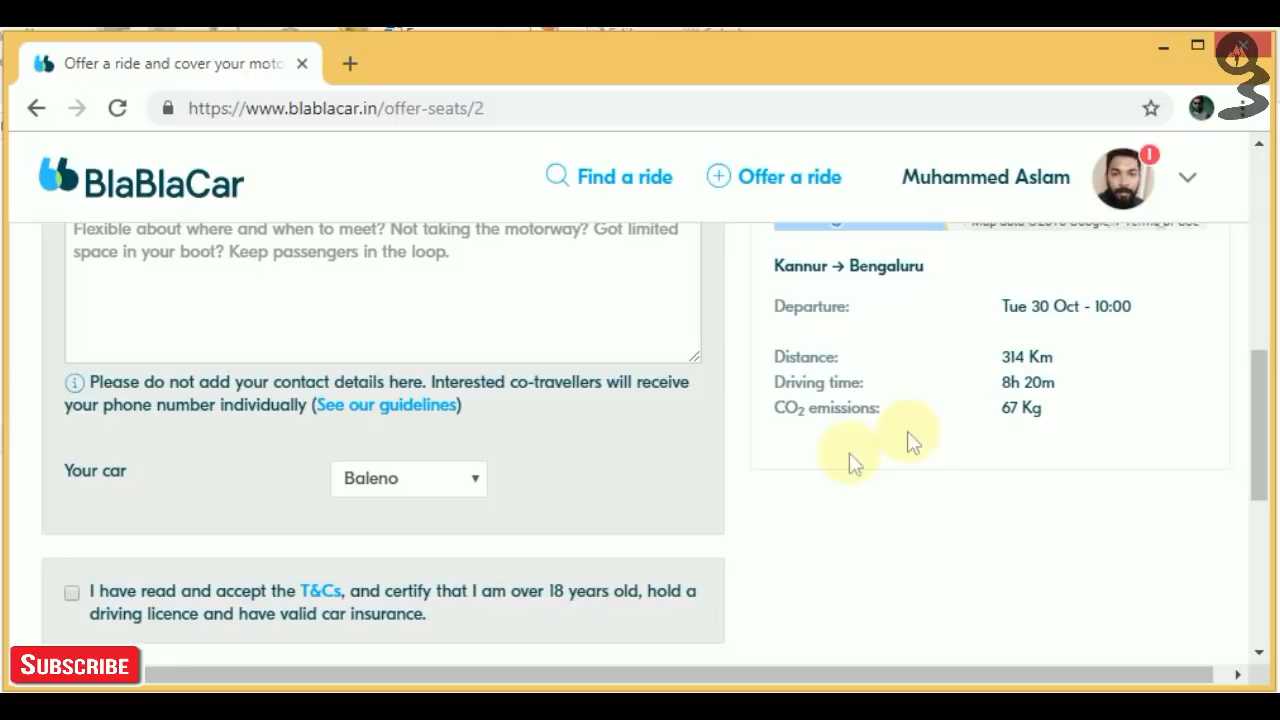 Offer a ride and cover your moto
https://www.blablacar.in/offer-seats/2
BlaBlaCar
Find a ride
Offer a ride
Muhammed Aslam
1
Flexible about where and when to meet? Not taking the motorway? Got limited
space in your boot? Keep passengers in the loop.
Please do not add your contact details here. Interested co-travellers will receive
your phone number individually (See our guidelines)
Your car
Baleno
I have read and accept the T&Cs, and certify that I am over 18 years old, hold a
driving licence and have valid car insurance.
Kannur → Bengaluru
Departure: Tue 30 Oct - 10:00
Distance: 314 Km
Driving time: 8h 20m
CO₂ emissions: 67 Kg
SUBSCRIBE